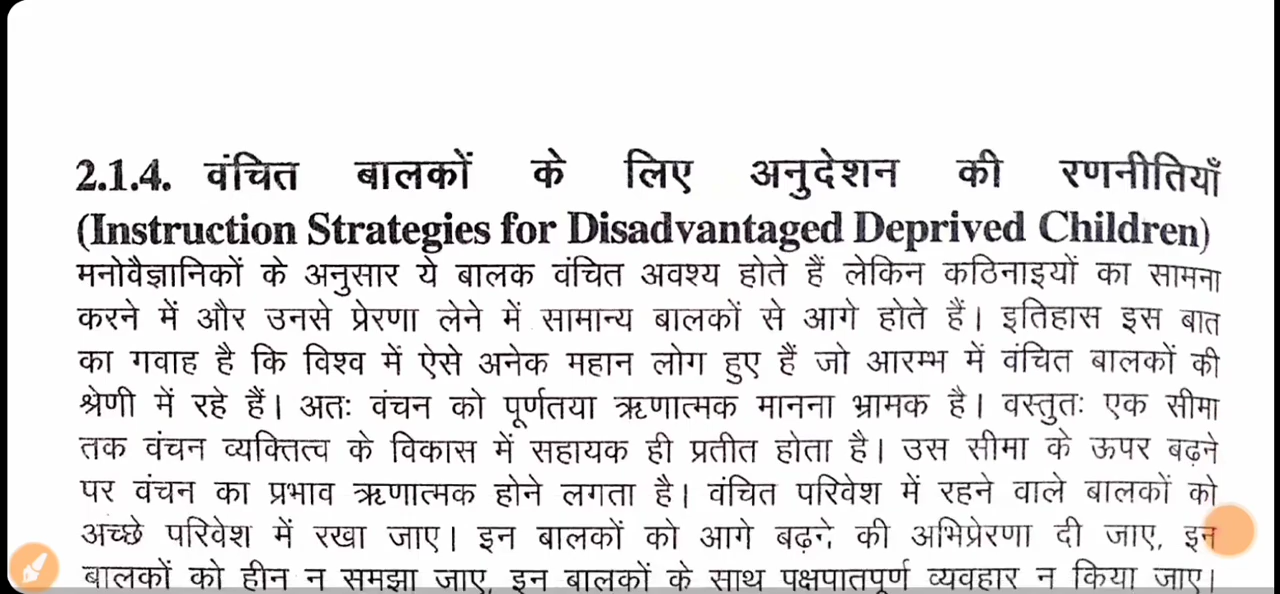 2.1.4. वंचित बालकों के लिए अनुदेशन की रणनीतियाँ
(Instruction Strategies for Disadvantaged Deprived Children)
मनोवैज्ञानिकों के अनुसार ये बालक वंचित अवश्य होते हैं लेकिन कठिनाइयों का सामना
करने में और उनसे प्रेरणा लेने में सामान्य बालकों से आगे होते हैं। इतिहास इस बात
का गवाह है कि विश्व में ऐसे अनेक महान लोग हुए हैं जो आरम्भ में वंचित बालकों की
श्रेणी में रहे हैं। अतः वंचन को पूर्णतया ऋणात्मक मानना भ्रामक है। वस्तुतः एक सीमा
तक वंचन व्यक्तित्व के विकास में सहायक ही प्रतीत होता है। उस सीमा के ऊपर बढ़ने
पर वंचन का प्रभाव ऋणात्मक होने लगता है। वंचित परिवेश में रहने वाले बालकों को
अच्छे परिवेश में रखा जाए। इन बालकों को आगे बढ़ने की अभिप्रेरणा दी जाए, इन
बालकों को हीन न समझा जाए, इन बालकों के साथ पक्षपातपूर्ण व्यवहार न किया जाए।